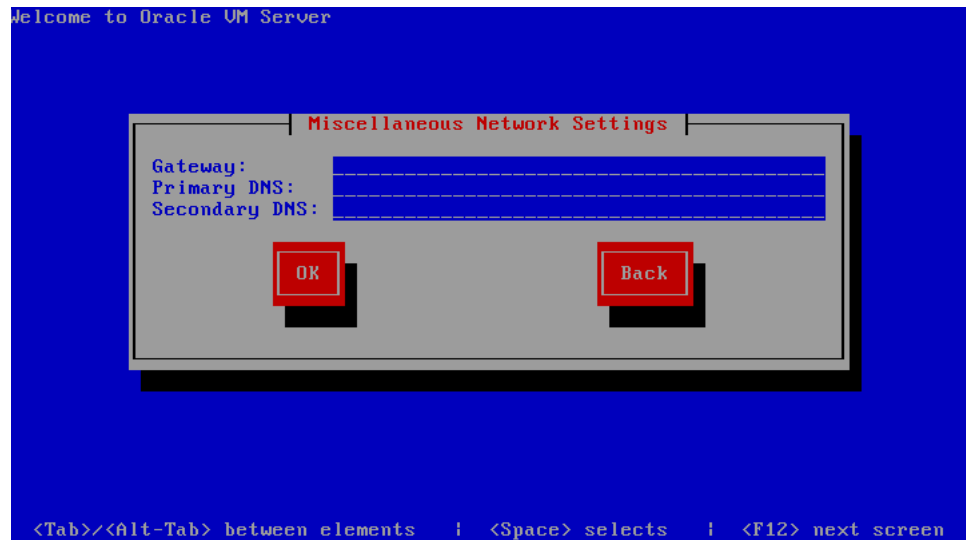 Welcome to Oracle VM Server
Miscellaneous Network Settings
Gateway:
Primary DNS:
Secondary DNS:
OK Back
<Tab>/<Alt-Tab> between elements | <Space> selects | <F12> next screen